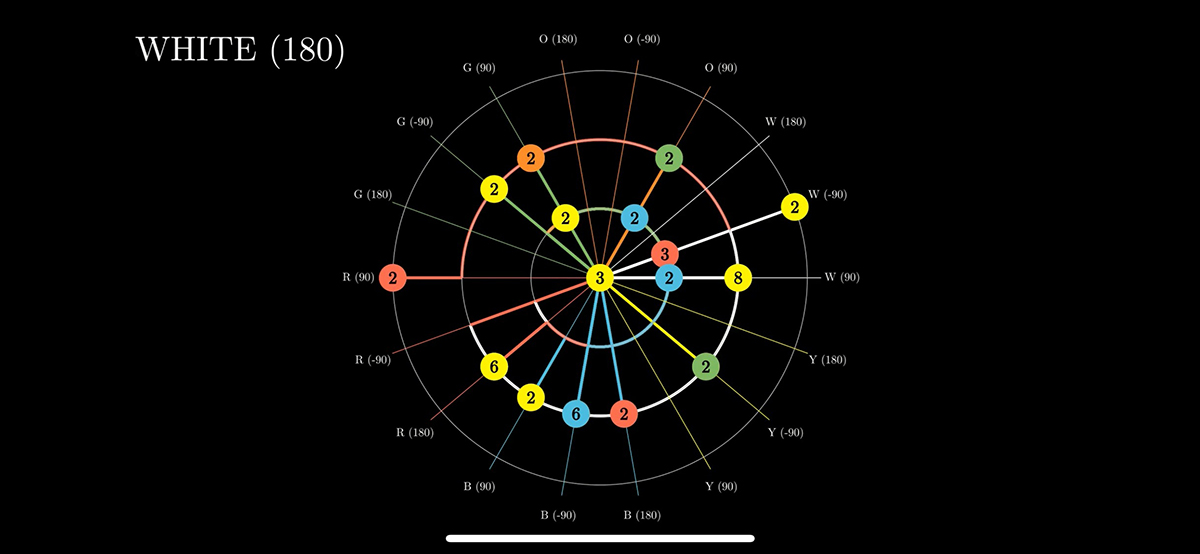 WHITE (180)
O (180) O (-90)
G (90) O (90)
G (-90) W (180)
2 2
2
G (180) W (-90)
2
2 2
3
R (90) 2 3 2 8 W (90)
R (-90) Y (180)
6 2
2
6 2
R (180) Y (-90)
B (90) Y (90)
B (-90) B (180)